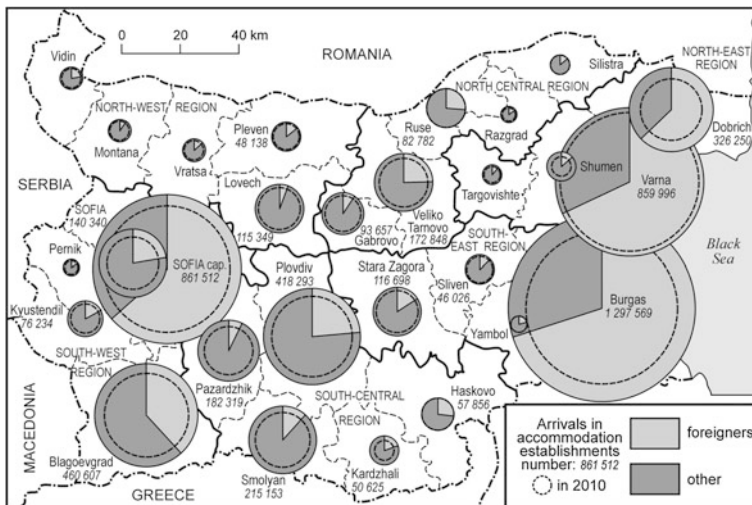 0 20 40 km
ROMANIA
NORTH-EAST
REGION
Vidin
Silistra
NORTH CENTRAL REGION
NORTH-WEST REGION
Pleven
48 138
Ruse
82 782
Razgrad
Dobrich
326 250
Montana
Vratsa
SERBIA
Lovech
115 349
Targovishte
Shumen
Varna
859 996
SOFIA
140 340
93 657
Gabrovo
Veliko
Tarnovo
172 848
SOUTH-
EAST REGION
Black
Sea
Pernik
SOFIA cap.
861 512
Plovdiv
418 293
Stara Zagora
116 698
Sliven
46 026
Burgas
1 297 569
Kyustendil
76 234
Yambol
SOUTH-WEST
REGION
Pazardzhik
182 319
SOUTH-CENTRAL
REGION
Haskovo
57 856
MACEDONIA
Blagoevgrad
460 607
Smolyan
215 153
Kardzhali
50 625
GREECE
Arrivals in
accommodation
establishments
number: 861 512
in 2010
foreigners
other